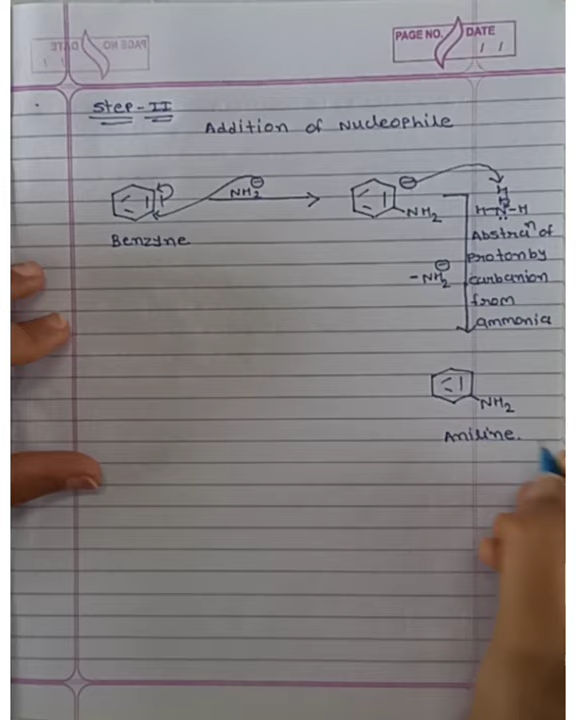 PAGE NO. DATE
/ /
Step-II
Addition of Nucleophile
NH2⊖
Benzyne
⊖
NH2
H
H-N-H
Abstraⁿ of
proton by
carbanion
from
ammonia
-NH2⊖
NH2
Aniline.